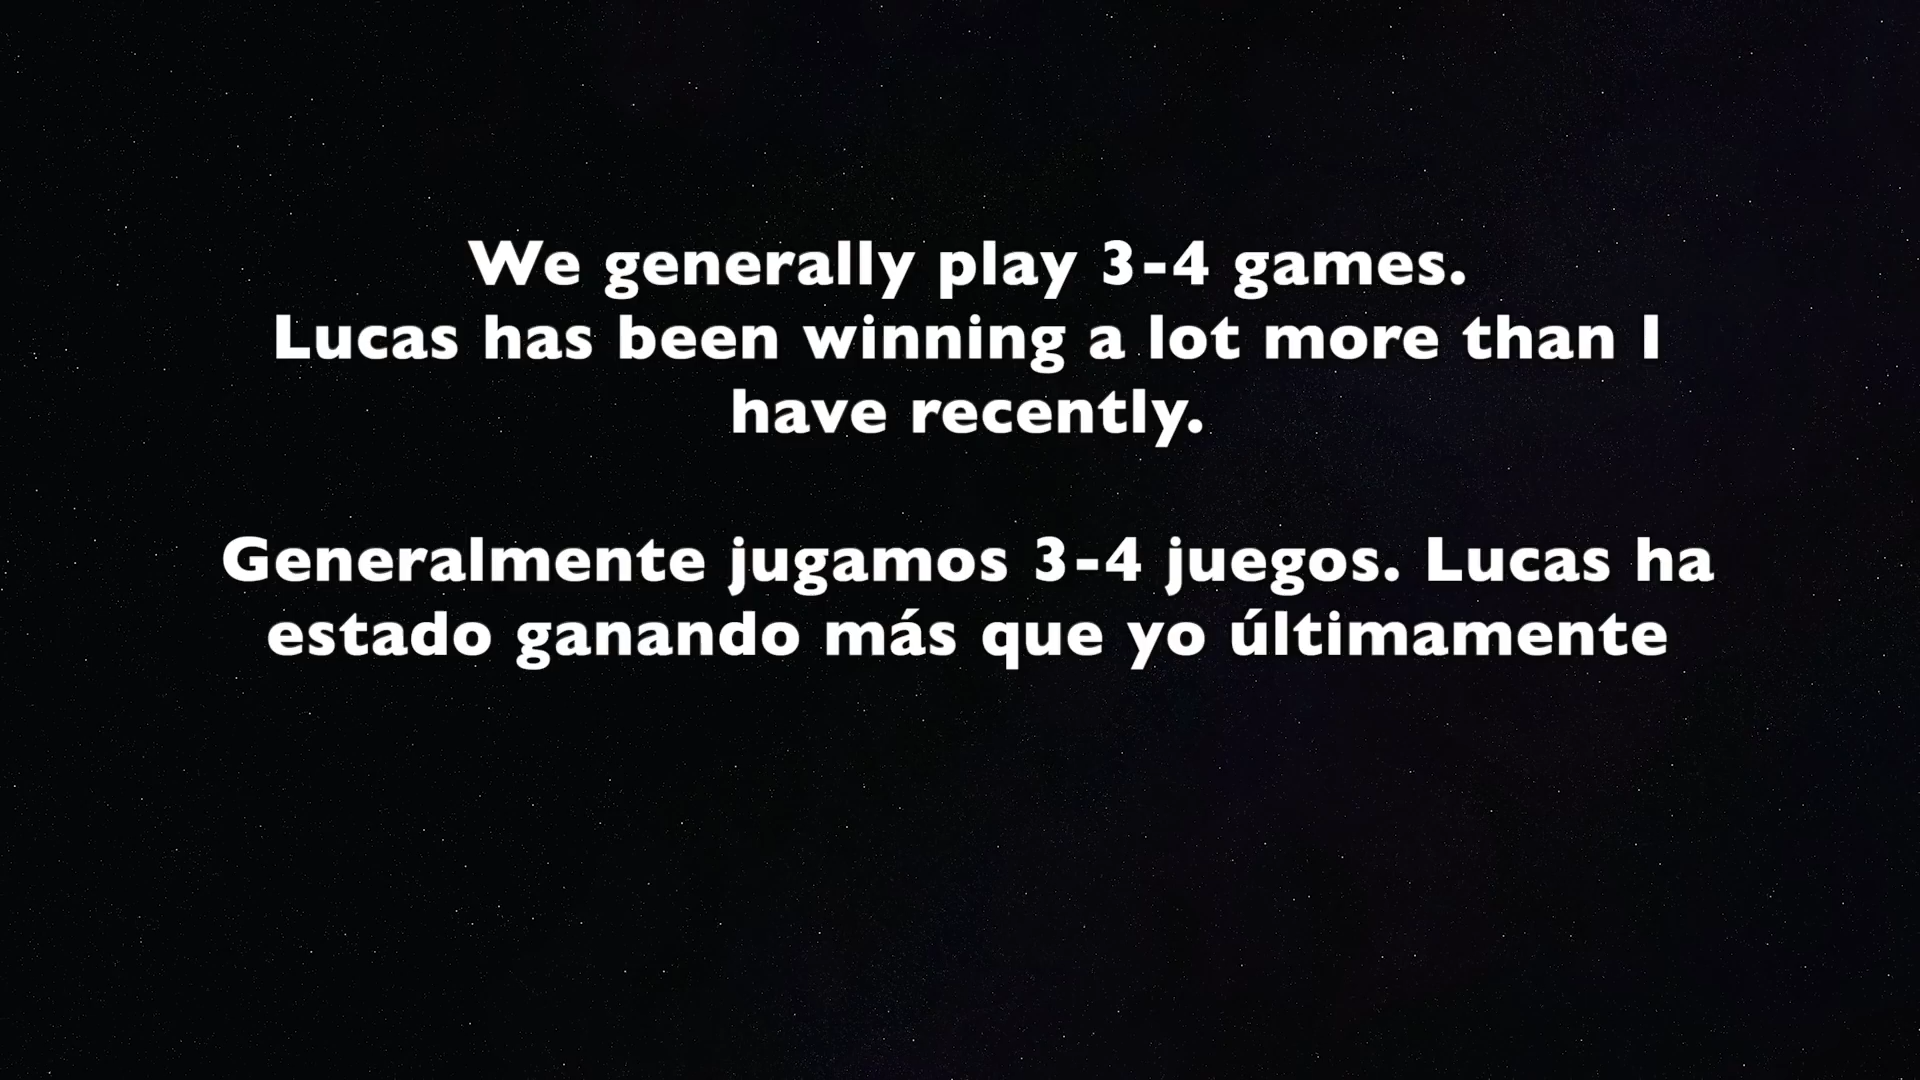 We generally play 3-4 games.
Lucas has been winning a lot more than I
have recently.
Generalmente jugamos 3-4 juegos. Lucas ha
estado ganando más que yo últimamente